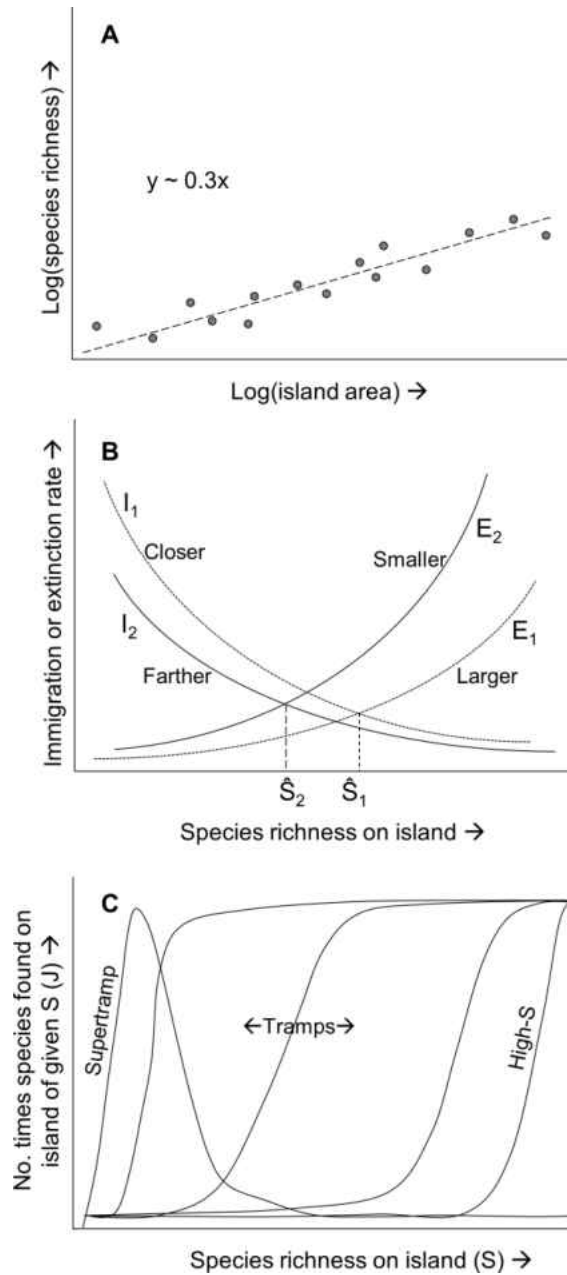 A
Log(species richness) →
y ~ 0.3x
Log(island area) →
B
Immigration or extinction rate →
I₁
Closer
Smaller
E₂
I₂
Farther
E₁
Larger
Ŝ₂
Ŝ₁
Species richness on island →
C
No. times species found on
island of given S (J) →
Supertramp
←Tramps→
High-S
Species richness on island (S) →